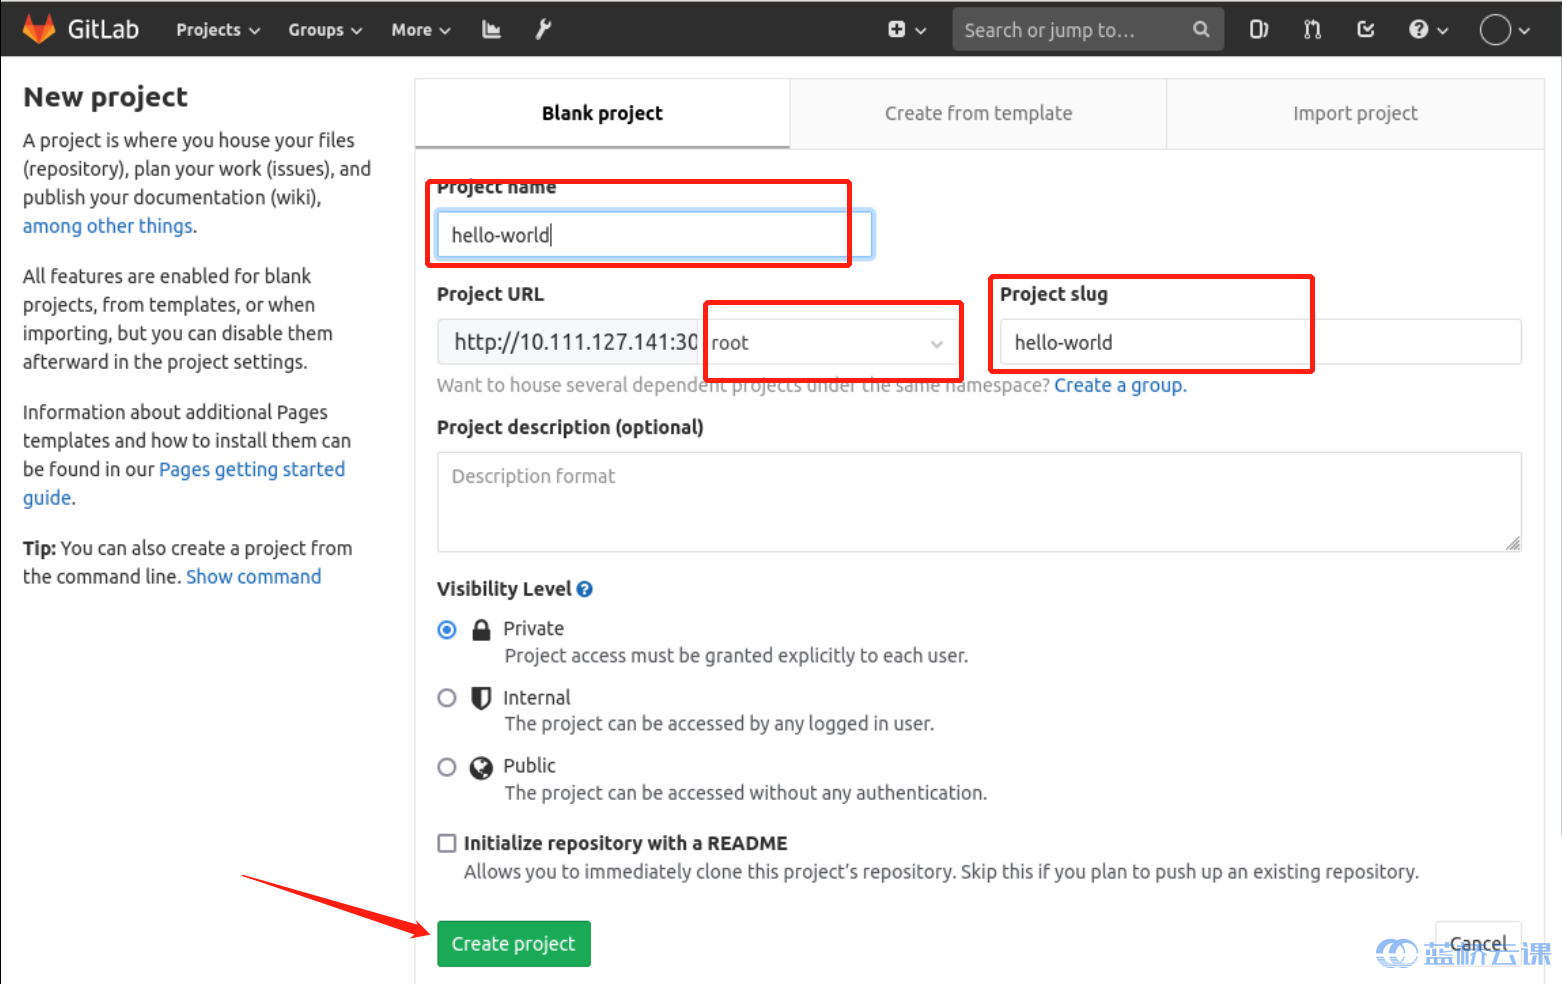 GitLab Projects Groups More Search or jump to...
New project
A project is where you house your files
(repository), plan your work (issues), and
publish your documentation (wiki),
among other things.
All features are enabled for blank
projects, from templates, or when
importing, but you can disable them
afterward in the project settings.
Information about additional Pages
templates and how to install them can
be found in our Pages getting started
guide.
Tip: You can also create a project from
the command line. Show command
Blank project Create from template Import project
Project name
hello-world
Project URL Project slug
http://10.111.127.141:30 root hello-world
Want to house several dependent projects under the same namespace? Create a group.
Project description (optional)
Description format
Visibility Level
Private
Project access must be granted explicitly to each user.
Internal
The project can be accessed by any logged in user.
Public
The project can be accessed without any authentication.
Initialize repository with a README
Allows you to immediately clone this project's repository. Skip this if you plan to push up an existing repository.
Create project Cancel
蓝桥云课